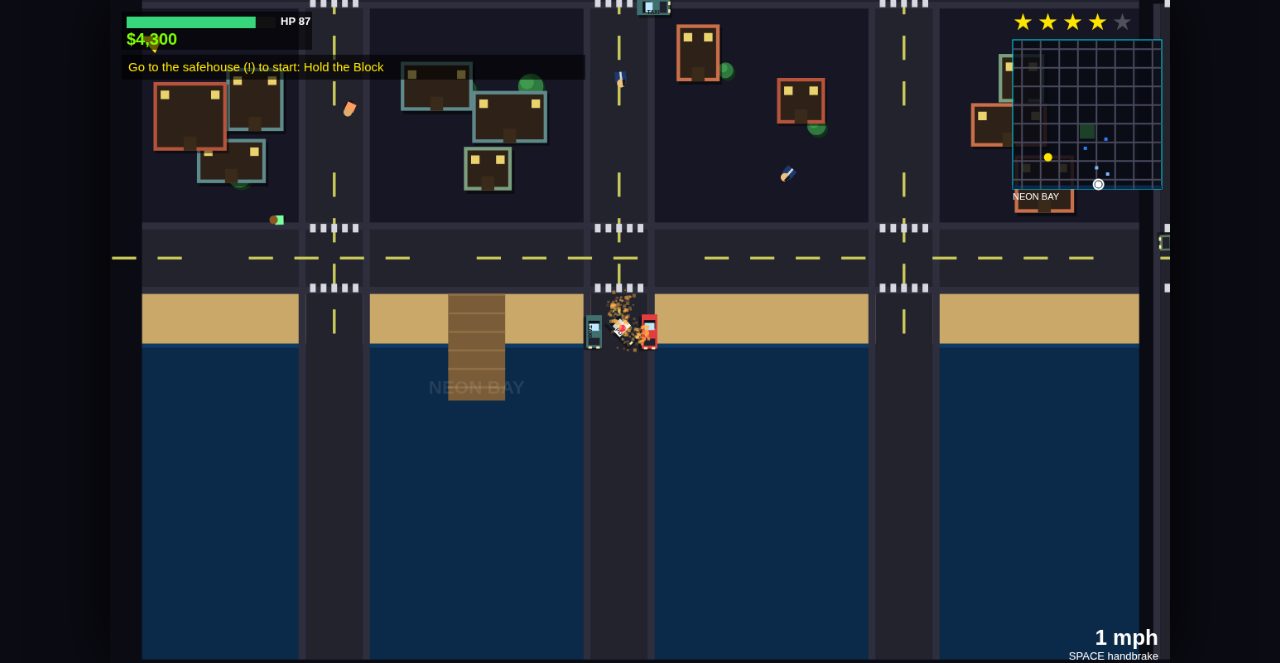 HP 87
$4,300
Go to the safehouse (!) to start: Hold the Block
NEON BAY
NEON BAY
1 mph
SPACE handbrake